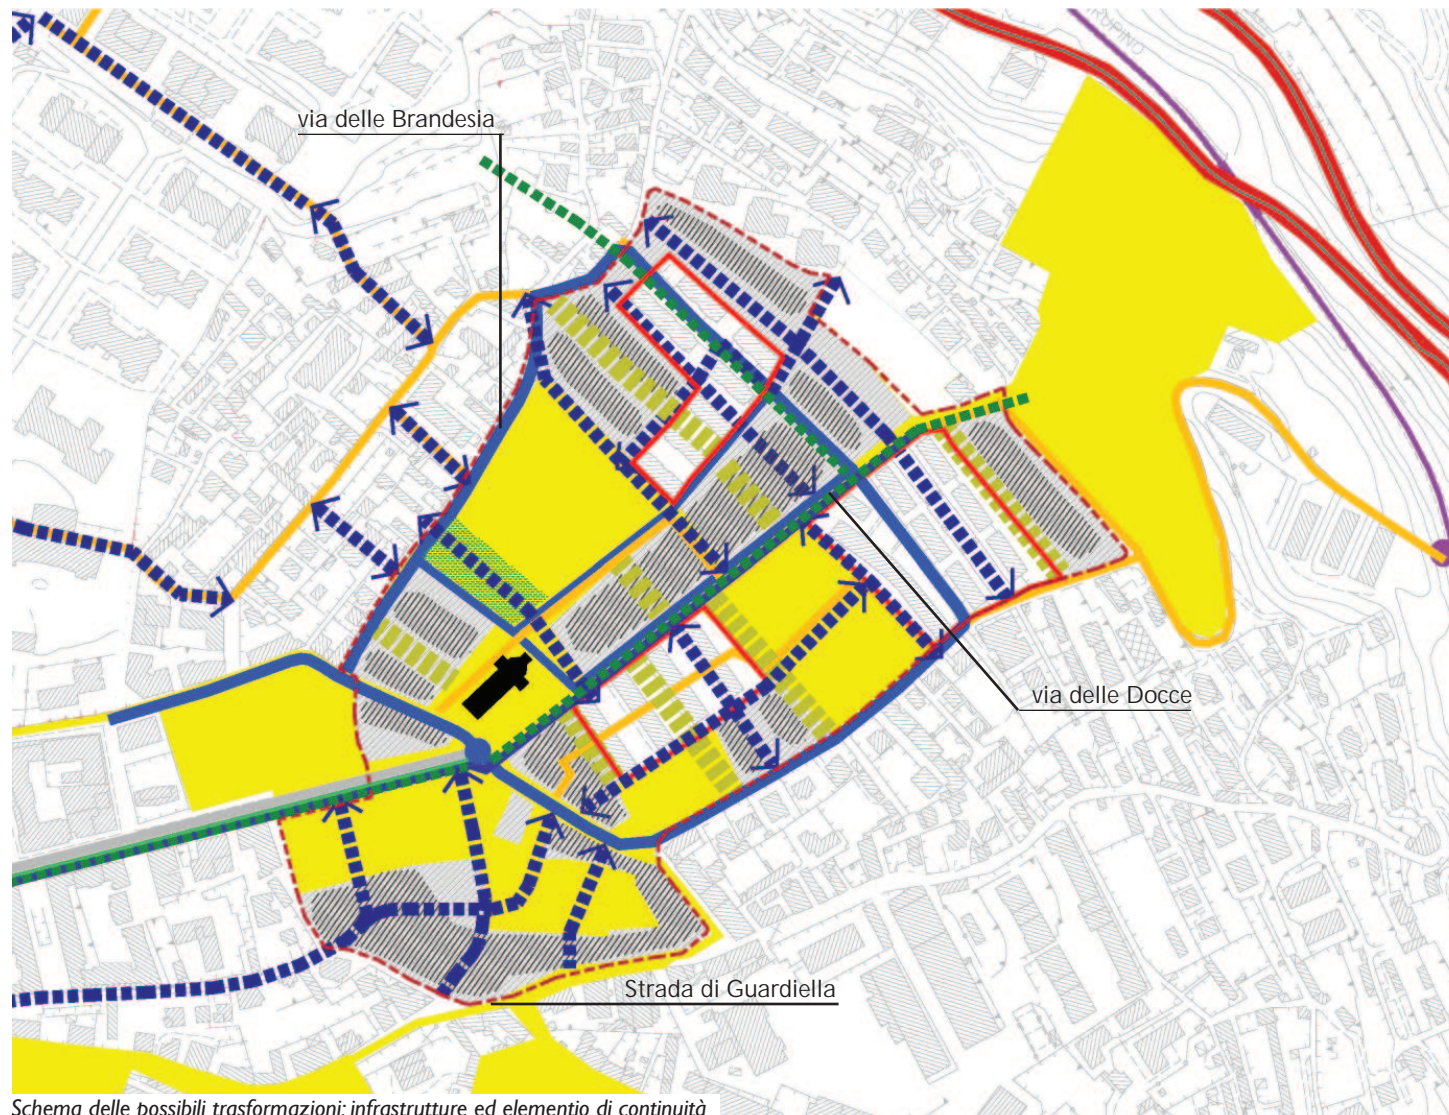 via delle Brandesia
via delle Docce
Strada di Guardiella
Schema delle possibili trasformazioni: infrastrutture ed elementio di continuità